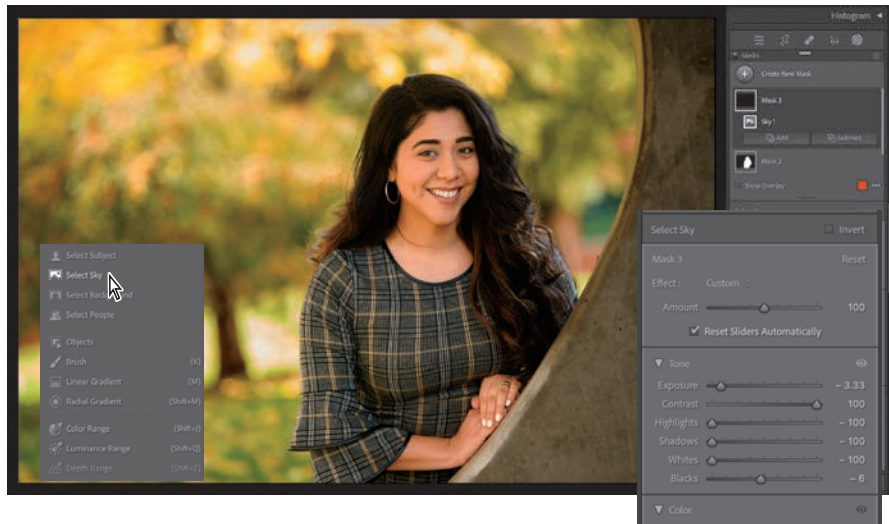 Histogram
Masks
Create New Mask
Mask 3
Sky 1
Add Subtract
Mask 2
Show Overlay
Select Subject
Select Sky
Select Background
Select People
Objects
Brush (K)
Linear Gradient (M)
Radial Gradient (Shift+M)
Color Range (Shift+J)
Luminance Range (Shift+Q)
Depth Range (Shift+Z)
Select Sky Invert
Mask 3 Reset
Effect : Custom
Amount 100
Reset Sliders Automatically
Tone
Exposure – 3.33
Contrast 100
Highlights – 100
Shadows – 100
Whites – 100
Blacks – 6
Color